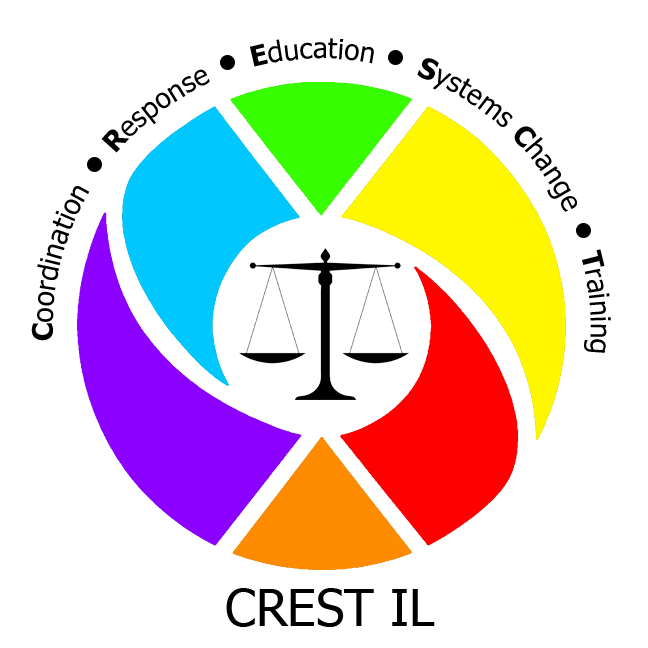 Coordination • Response • Education • Systems Change • Training
CREST IL